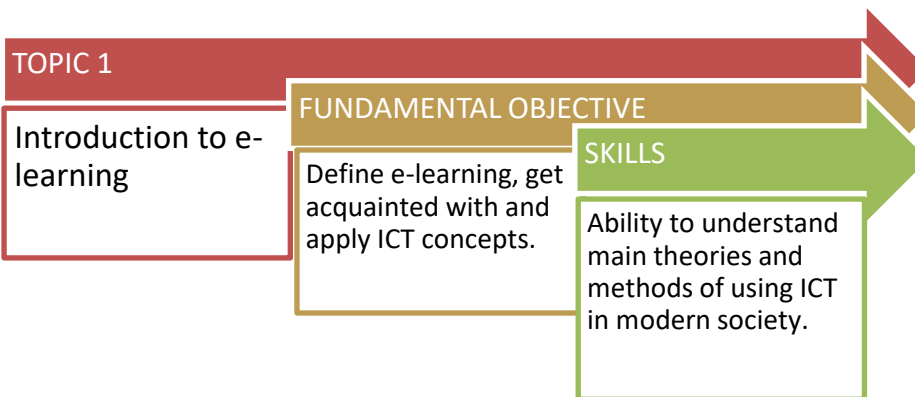 TOPIC 1
Introduction to e-
learning
FUNDAMENTAL OBJECTIVE
Define e-learning, get
acquainted with and
apply ICT concepts.
SKILLS
Ability to understand
main theories and
methods of using ICT
in modern society.